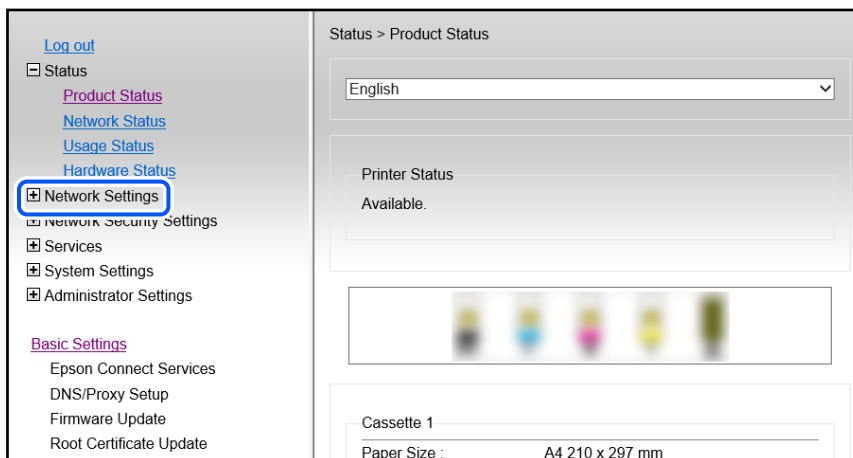 Log out
Status
Product Status
Network Status
Usage Status
Hardware Status
Network Settings
Network Security Settings
Services
System Settings
Administrator Settings
Basic Settings
Epson Connect Services
DNS/Proxy Setup
Firmware Update
Root Certificate Update
Status > Product Status
English
Printer Status
Available.
Cassette 1
Paper Size : A4 210 x 297 mm